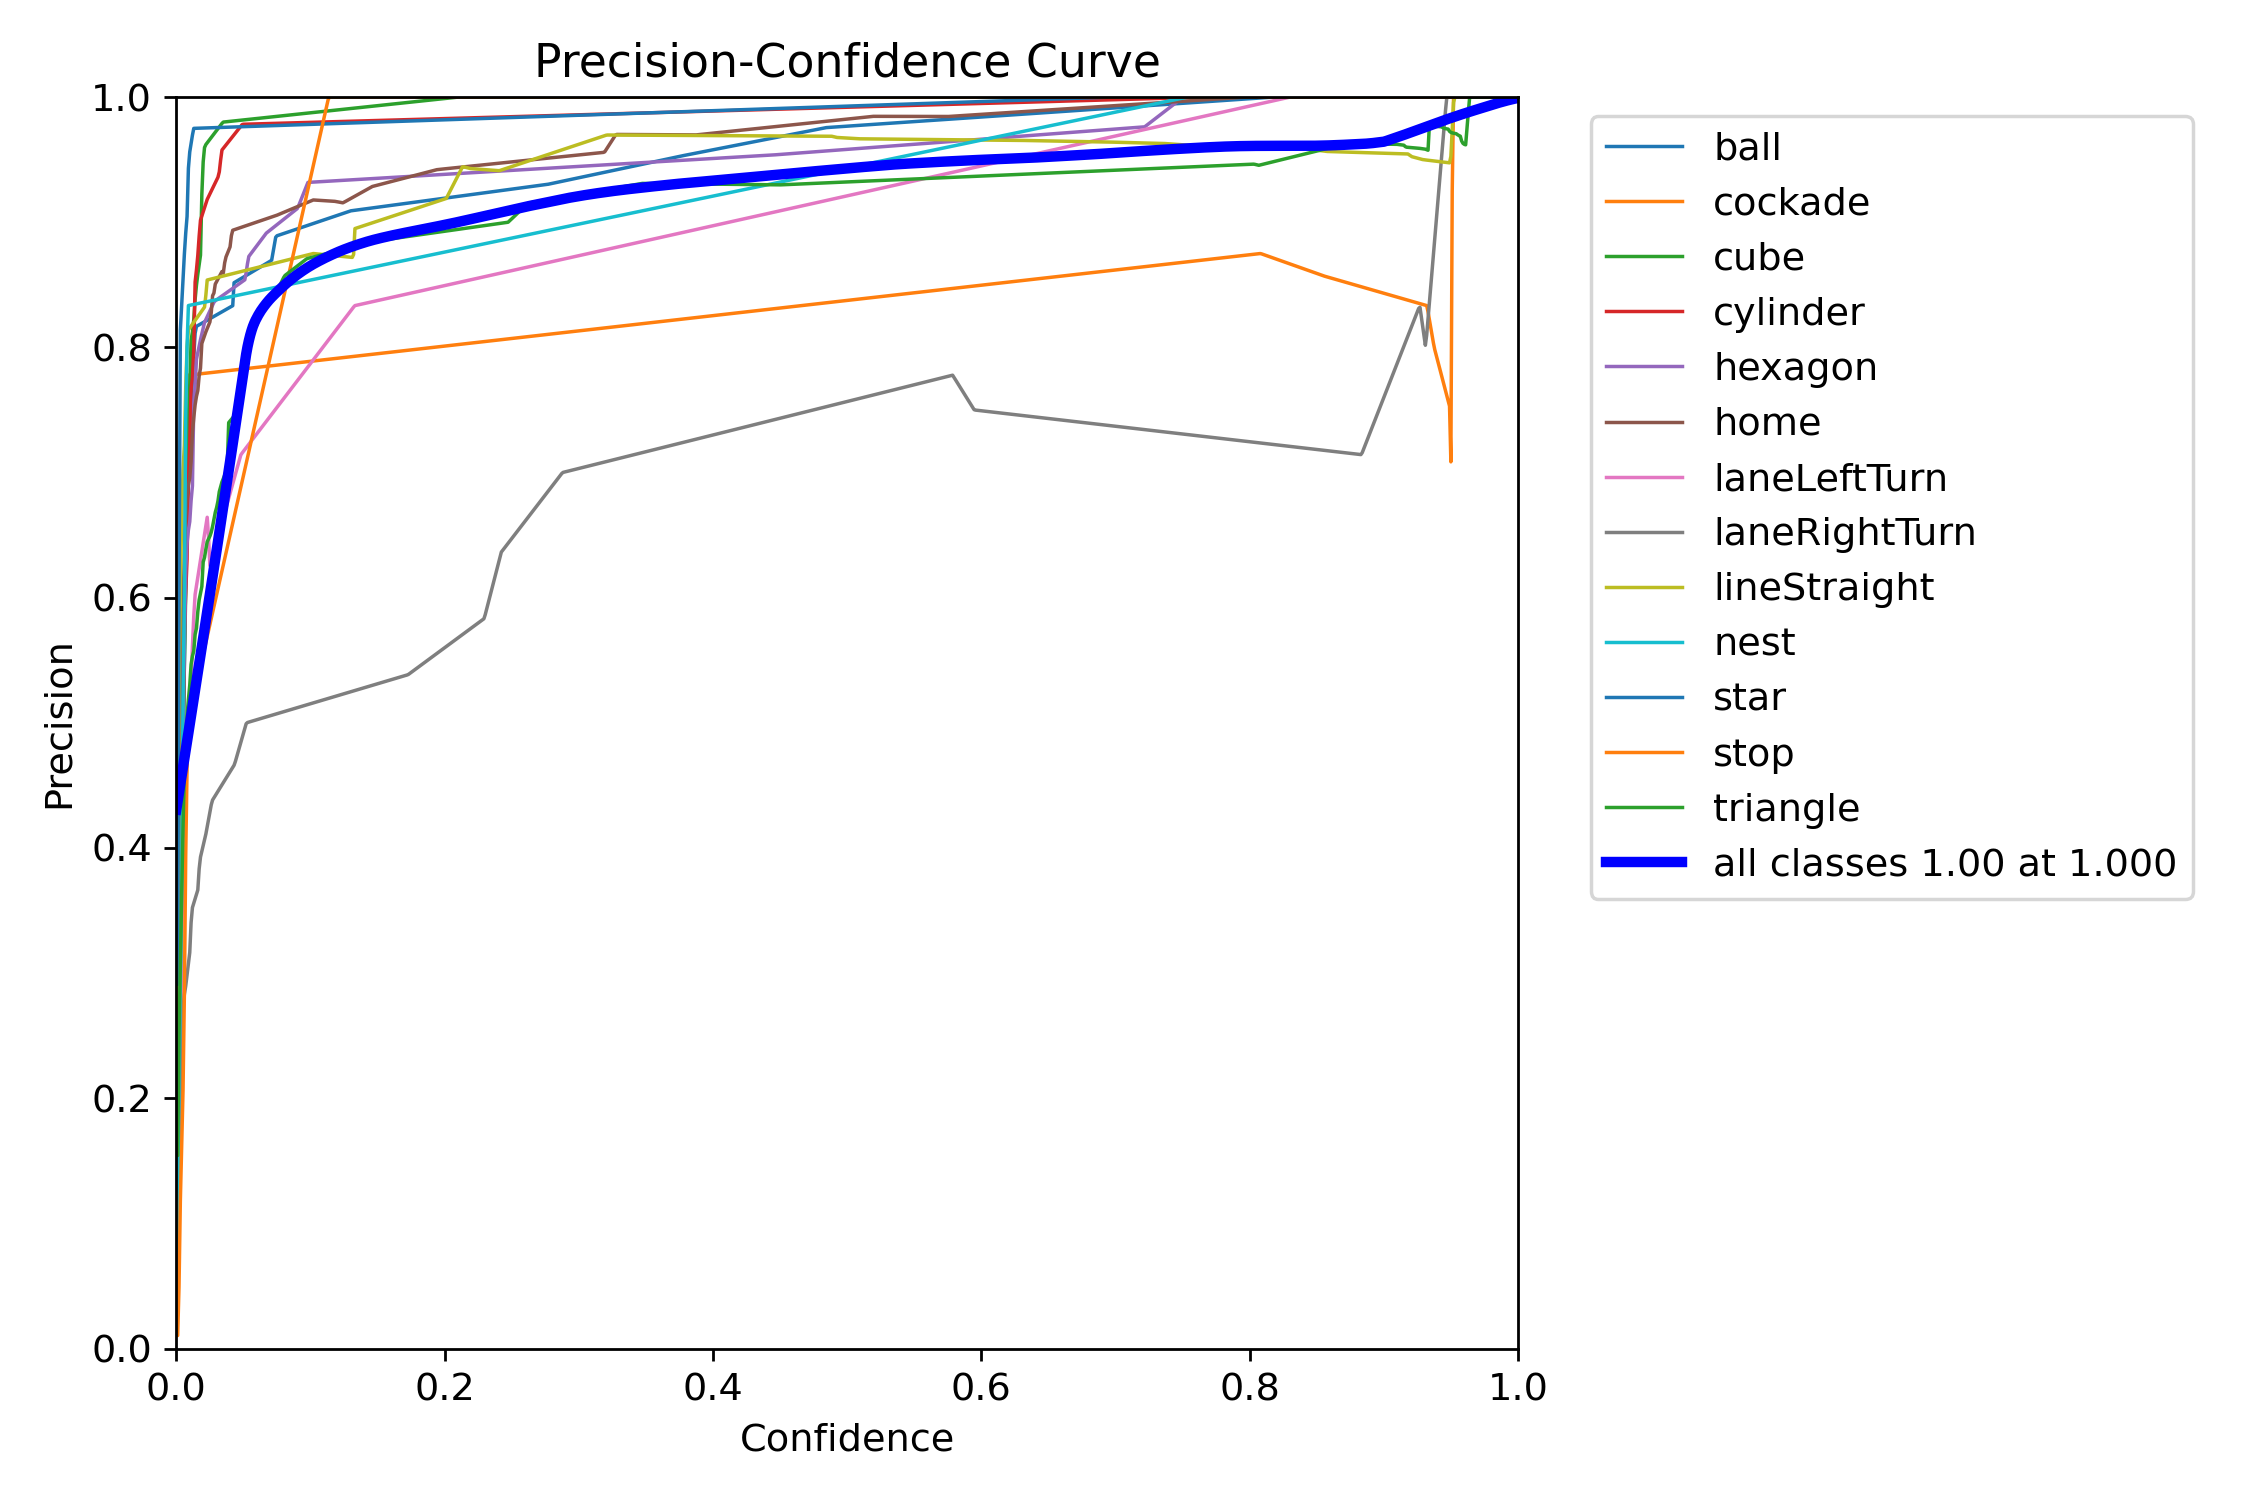 Precision-Confidence Curve
1.0
0.8
0.6
0.4
0.2
0.0
Precision
0.0 0.2 0.4 0.6 0.8 1.0
Confidence
ball
cockade
cube
cylinder
hexagon
home
laneLeftTurn
laneRightTurn
lineStraight
nest
star
stop
triangle
all classes 1.00 at 1.000